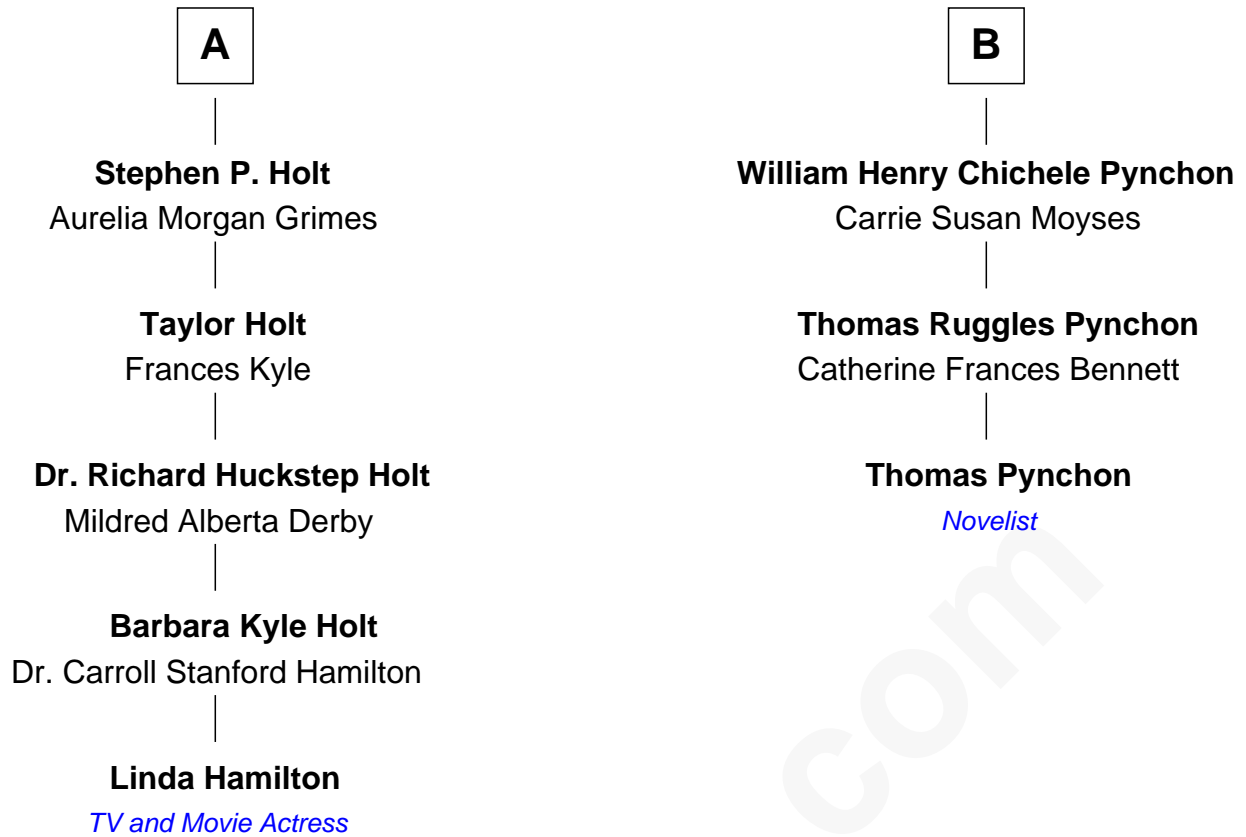 A
Stephen P. Holt
Aurelia Morgan Grimes
Taylor Holt
Frances Kyle
Dr. Richard Huckstep Holt
Mildred Alberta Derby
Barbara Kyle Holt
Dr. Carroll Stanford Hamilton
Linda Hamilton
TV and Movie Actress
B
William Henry Chichele Pynchon
Carrie Susan Moyses
Thomas Ruggles Pynchon
Catherine Frances Bennett
Thomas Pynchon
Novelist
com